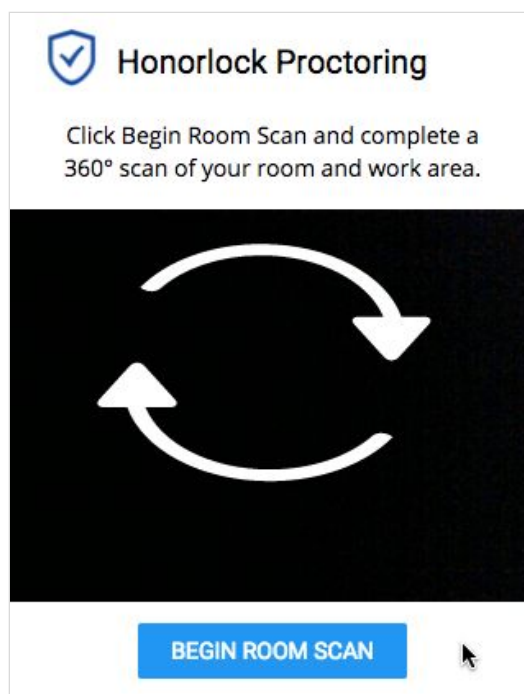 Honorlock Proctoring
Click Begin Room Scan and complete a
360° scan of your room and work area.
BEGIN ROOM SCAN